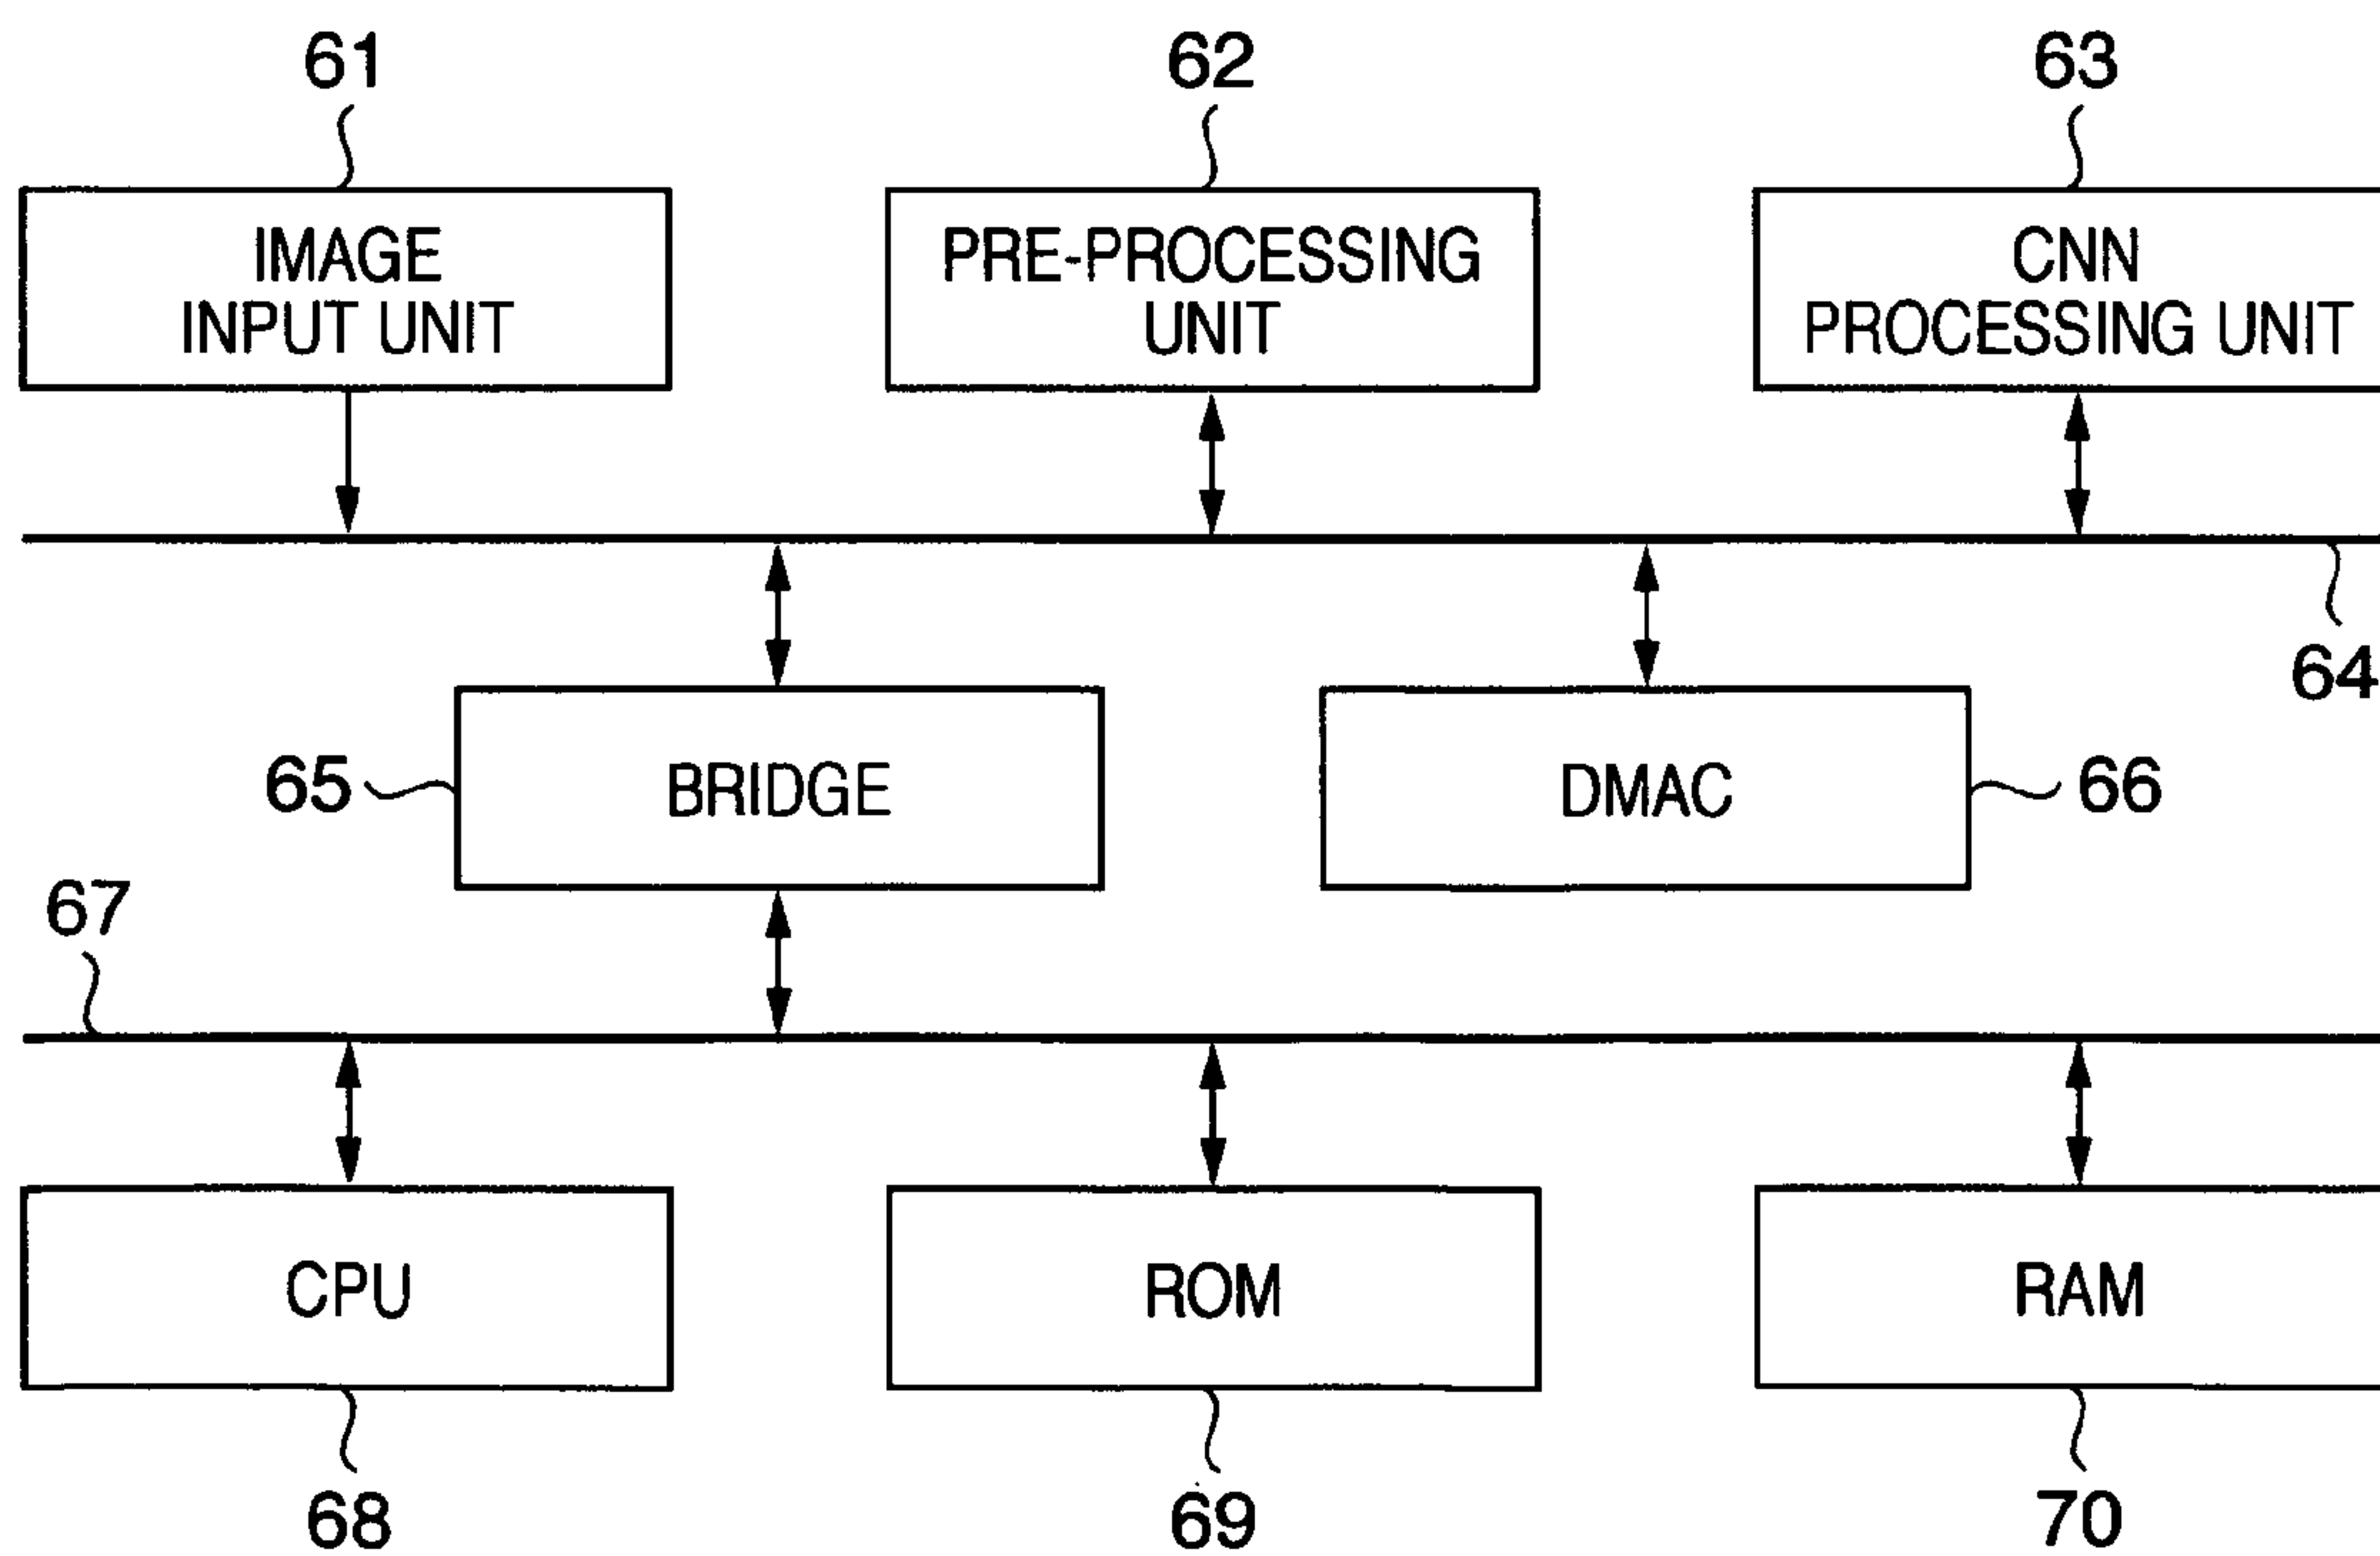 61
62
63
IMAGE
INPUT UNIT
PRE-PROCESSING
UNIT
CNN
PROCESSING UNIT
64
65
BRIDGE
DMAC
66
67
CPU
ROM
RAM
68
69
70